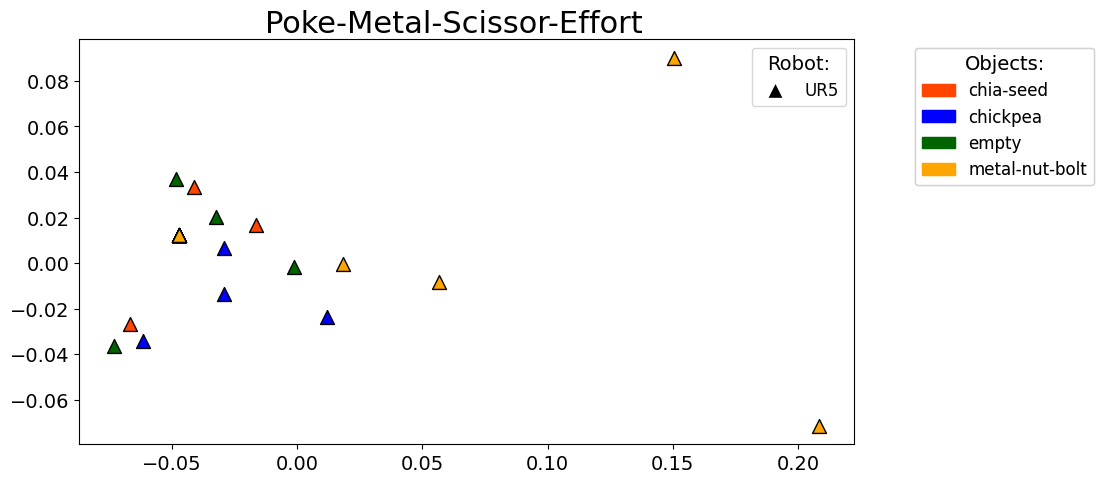 Poke-Metal-Scissor-Effort
0.08
0.06
0.04
0.02
0.00
−0.02
−0.04
−0.06
−0.05
0.00
0.05
0.10
0.15
0.20
Robot:
UR5
Objects:
chia-seed
chickpea
empty
metal-nut-bolt